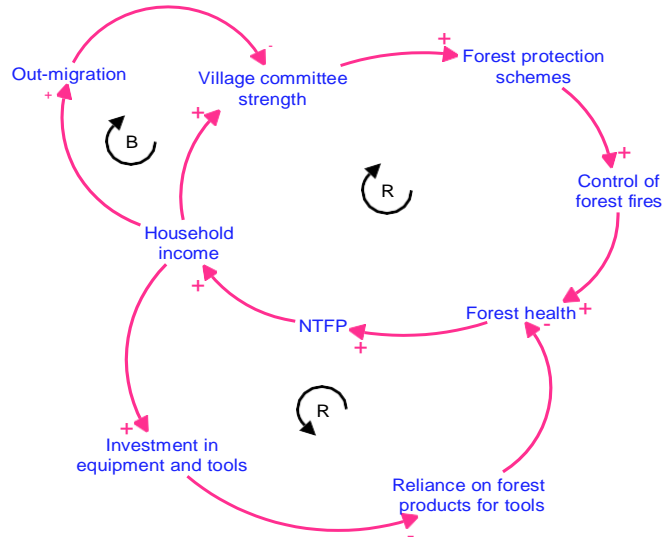 Out-migration
+
-
Village committee
strength
+
+
Forest protection
schemes
B
R
+
Control of
forest fires
Household
income
+
NTFP
+
Forest health
-
+
R
+
Investment in
equipment and tools
Reliance on forest
products for tools
-